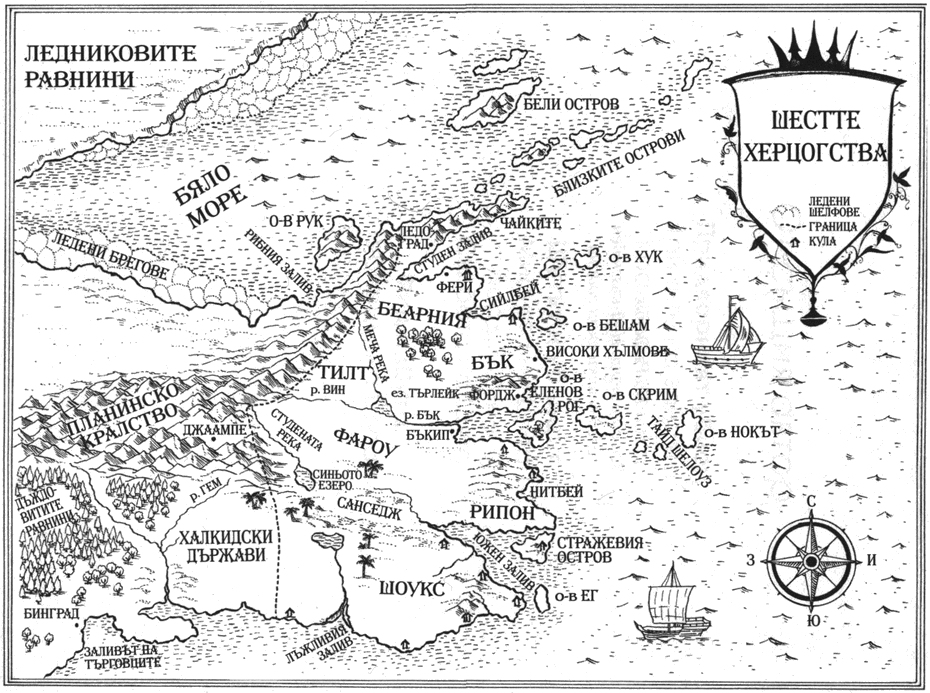 ЛЕДНИКОВИТЕ
РАВНИНИ
ШЕСТТЕ
ХЕРЦОГСТВА
ЛЕДЕНИ
ШЕЛФОВЕ
ГРАНИЦА
КУЛА
БЕЛИ ОСТРОВ
БЛИЗКИТЕ ОСТРОВИ
БЯЛО
МОРЕ
О-В РУК
ЧАЙКИТЕ
ЛЕДО-
ГРАД
СТУДЕН ЗАЛИВ
РИБНИЯ ЗАЛИВ
ЛЕДЕНИ БРЕГОВЕ
О-В ХУК
ФЕРИ
СИЙЛБЕЙ
БЕАРНИЯ
О-В БЕШАМ
МЕЧА РЕКА
ВИСОКИ ХЪЛМОВЕ
БЪК
ТИЛТ
р. ВИН
ез. ТЪРЛЕЙК
ФОРДЖ
О-В
ЕЛЕНОВ
РОГ
О-В СКРИМ
р. БЪК
БЪКИП
О-В НОКЪТ
ТАЙД ШЕЛОУЗ
ПЛАНИНСКО
КРАЛСТВО
ДЖААМПЕ
СТУДЕНАТА
РЕКА
ФАРОУ
СИНЬОТО
ЕЗЕРО
НИТБЕЙ
РИПОН
САНСЕДЖ
ДЪЖДО-
ВИТЕ
РАВНИНИ
р. ГЕМ
ХАЛКИДСКИ
ДЪРЖАВИ
ЮЖЕН ЗАЛИВ
СТРАЖЕВИЯ
ОСТРОВ
ШОУКС
О-В ЕГ
БИНГРАД
ЗАЛИВЪТ НА
ТЪРГОВЦИТЕ
ЛЪЖЛИВИЯ
ЗАЛИВ
С
З
И
Ю